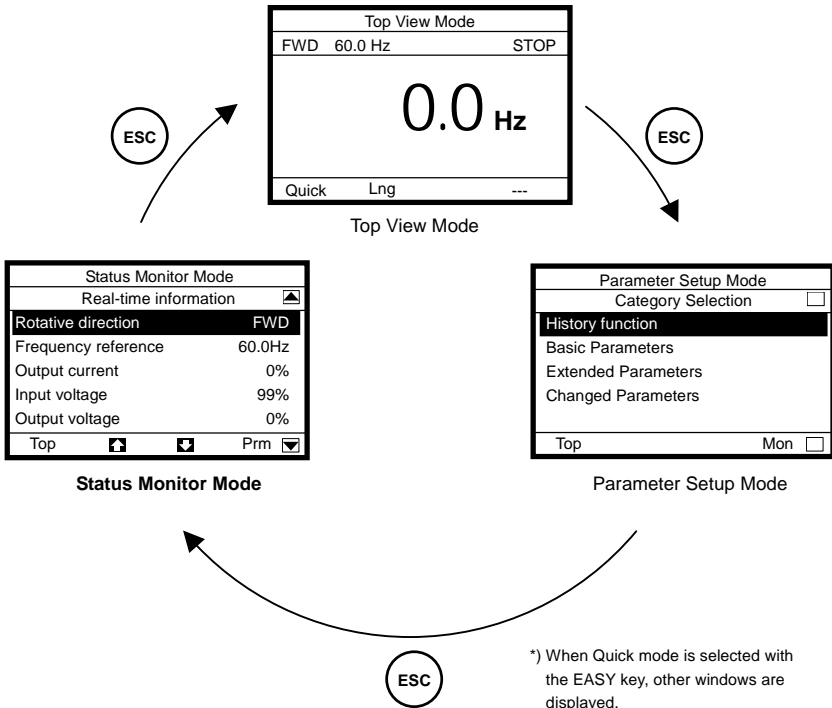 Top View Mode
FWD 60.0 Hz STOP
0.0 Hz
Quick Lng ---
Top View Mode
ESC
ESC
Status Monitor Mode
Real-time information
Rotative direction FWD
Frequency reference 60.0Hz
Output current 0%
Input voltage 99%
Output voltage 0%
Top Prm
Status Monitor Mode
Parameter Setup Mode
Category Selection
History function
Basic Parameters
Extended Parameters
Changed Parameters
Top Mon
Parameter Setup Mode
ESC
*) When Quick mode is selected with
the EASY key, other windows are
displayed.